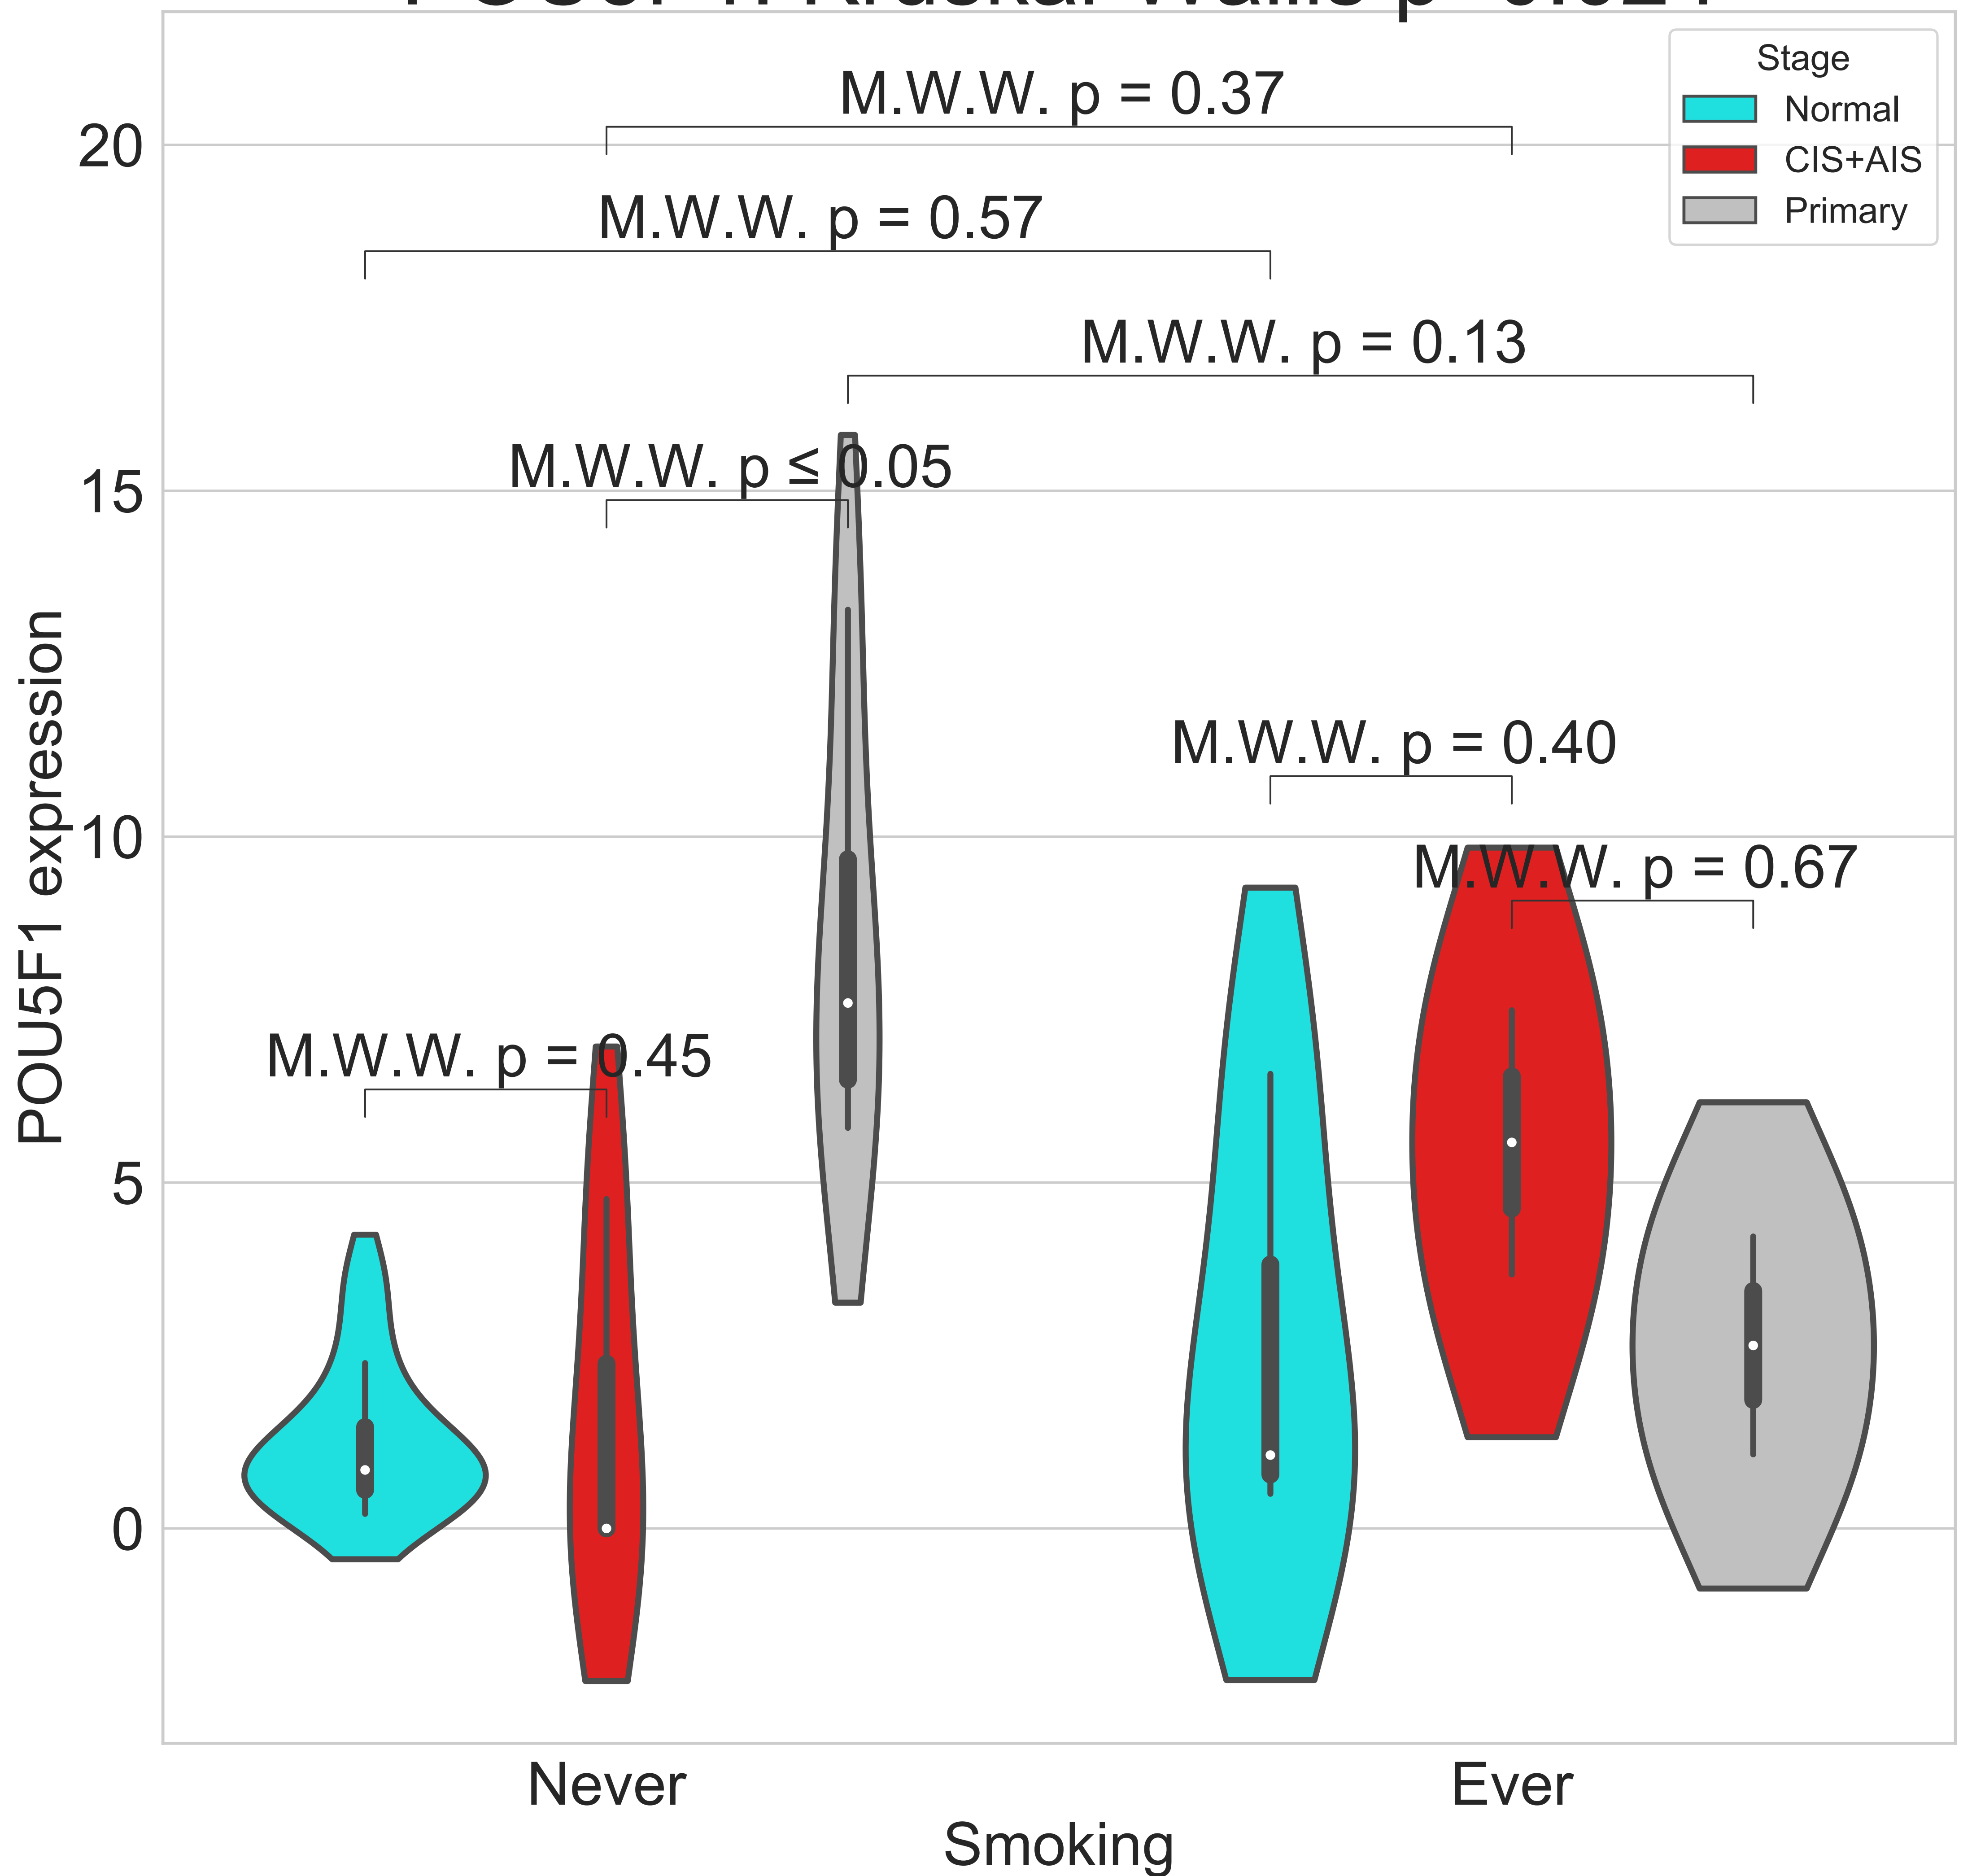 Stage
Normal
CIS+AIS
Primary
M.W.W. p = 0.37
M.W.W. p = 0.57
M.W.W. p = 0.13
M.W.W. p ≤ 0.05
M.W.W. p = 0.40
M.W.W. p = 0.67
M.W.W. p = 0.45
20
15
10
5
0
POU5F1 expression
Never
Ever
Smoking